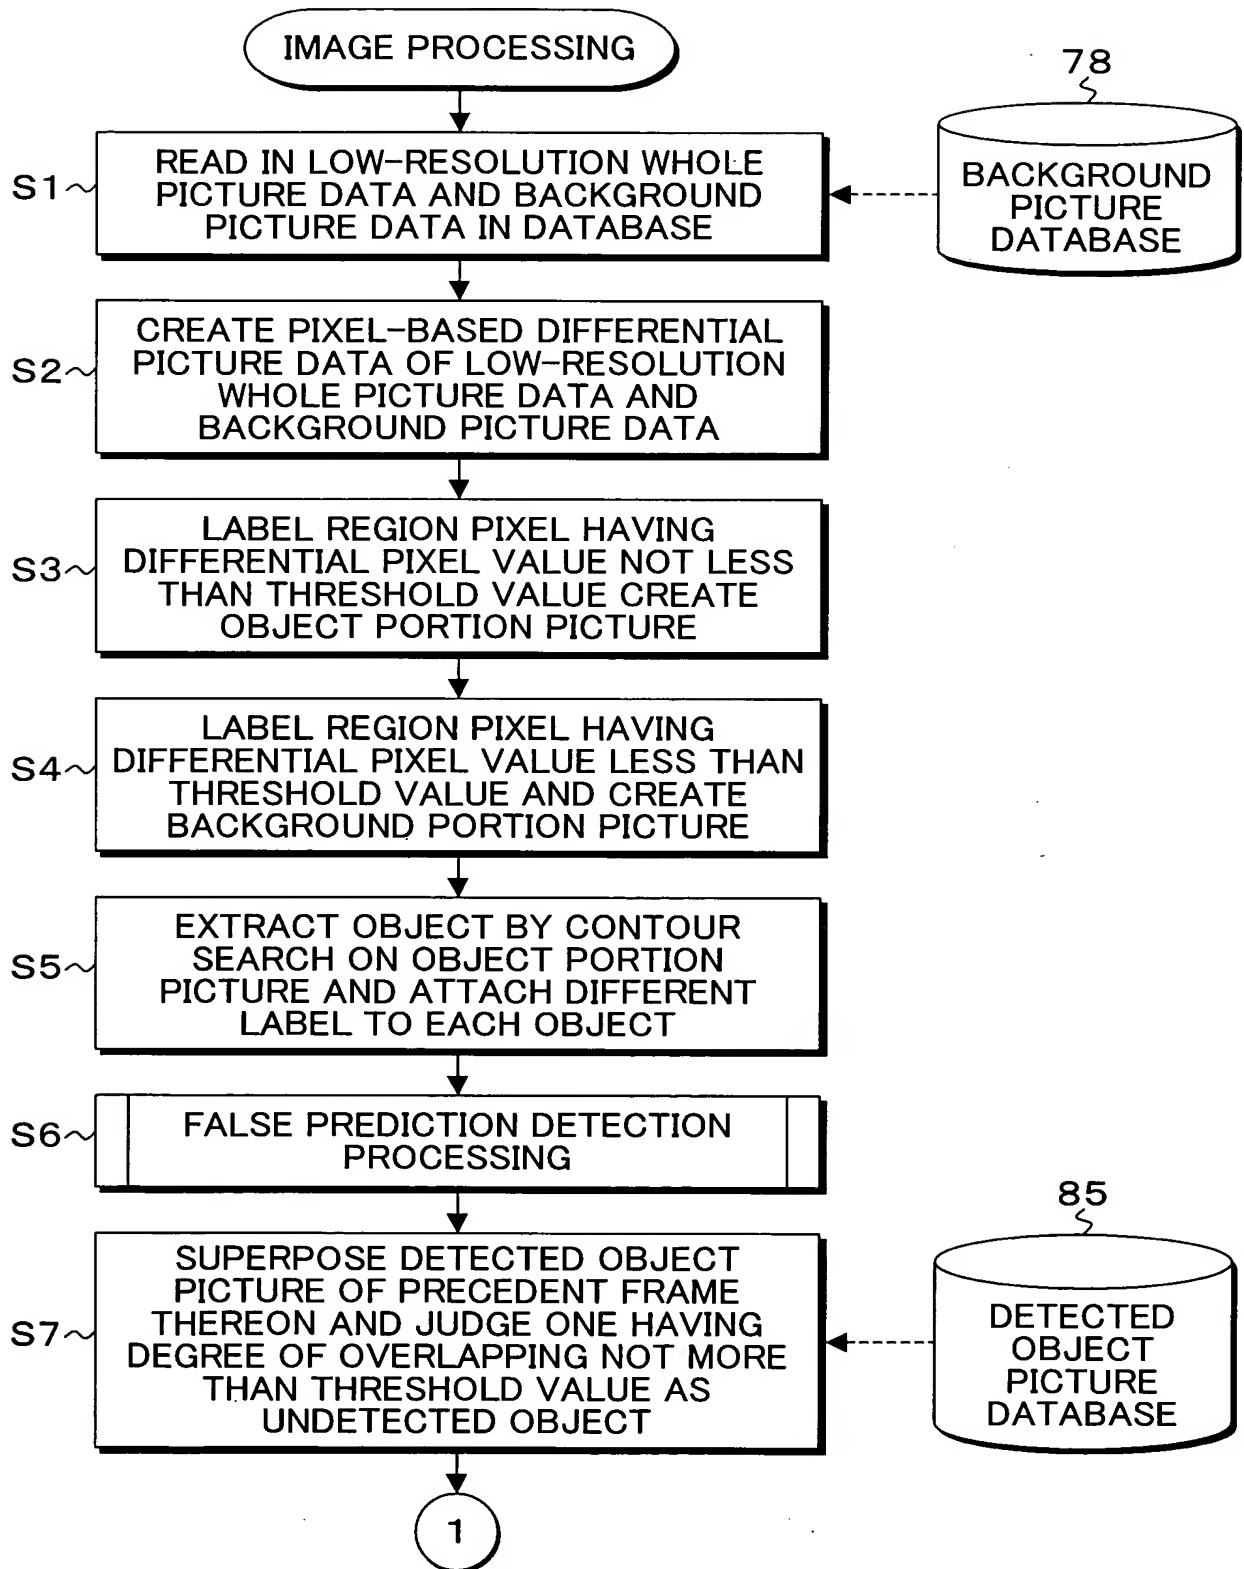 IMAGE PROCESSING
78
S1
READ IN LOW-RESOLUTION WHOLE
PICTURE DATA AND BACKGROUND
PICTURE DATA IN DATABASE
BACKGROUND
PICTURE
DATABASE
S2
CREATE PIXEL-BASED DIFFERENTIAL
PICTURE DATA OF LOW-RESOLUTION
WHOLE PICTURE DATA AND
BACKGROUND PICTURE DATA
S3
LABEL REGION PIXEL HAVING
DIFFERENTIAL PIXEL VALUE NOT LESS
THAN THRESHOLD VALUE CREATE
OBJECT PORTION PICTURE
S4
LABEL REGION PIXEL HAVING
DIFFERENTIAL PIXEL VALUE LESS THAN
THRESHOLD VALUE AND CREATE
BACKGROUND PORTION PICTURE
S5
EXTRACT OBJECT BY CONTOUR
SEARCH ON OBJECT PORTION
PICTURE AND ATTACH DIFFERENT
LABEL TO EACH OBJECT
S6
FALSE PREDICTION DETECTION
PROCESSING
85
S7
SUPERPOSE DETECTED OBJECT
PICTURE OF PRECEDENT FRAME
THEREON AND JUDGE ONE HAVING
DEGREE OF OVERLAPPING NOT MORE
THAN THRESHOLD VALUE AS
UNDETECTED OBJECT
DETECTED
OBJECT
PICTURE
DATABASE
1